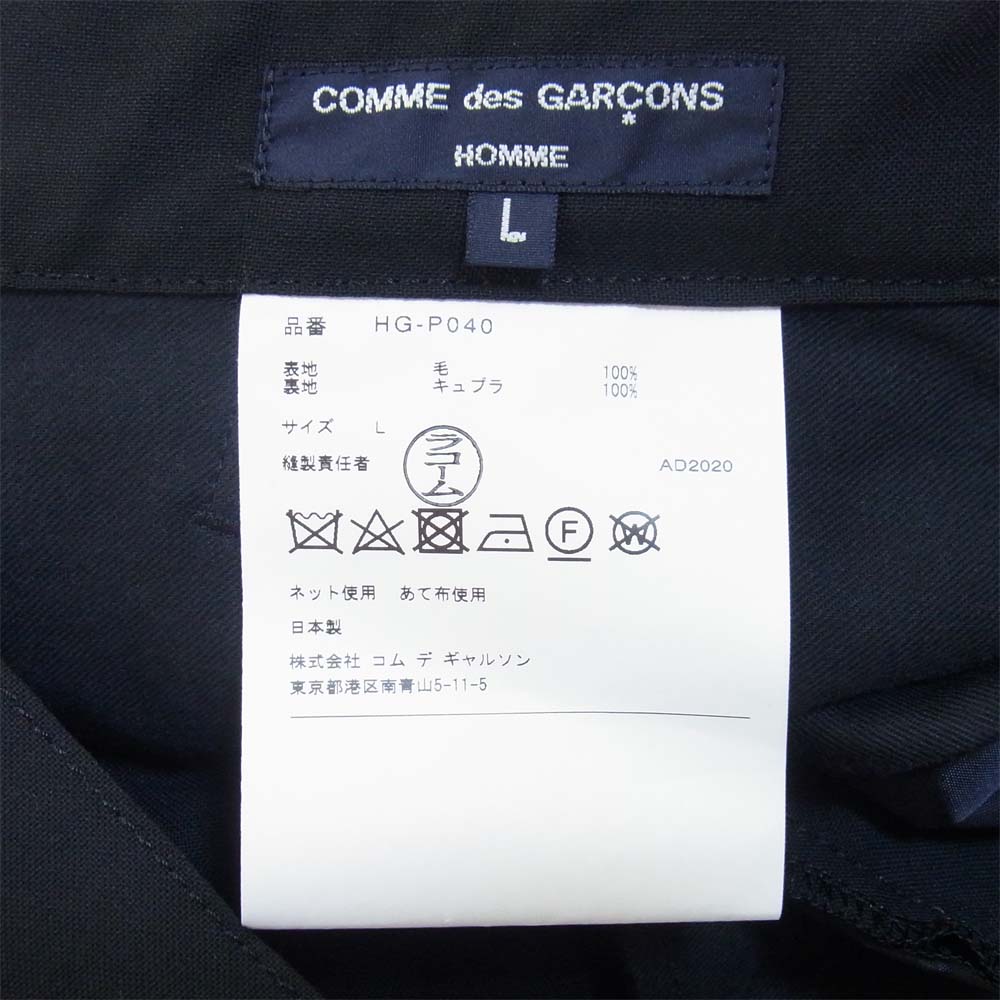 COMME des GARÇONS
HOMME
L
品番 HG-P040
表地 毛 100%
裏地 キュプラ 100%
サイズ L
縫製責任者 ラコーム AD2020
F W
ネット使用 あて布使用
日本製
株式会社 コム デ ギャルソン
東京都港区南青山5-11-5